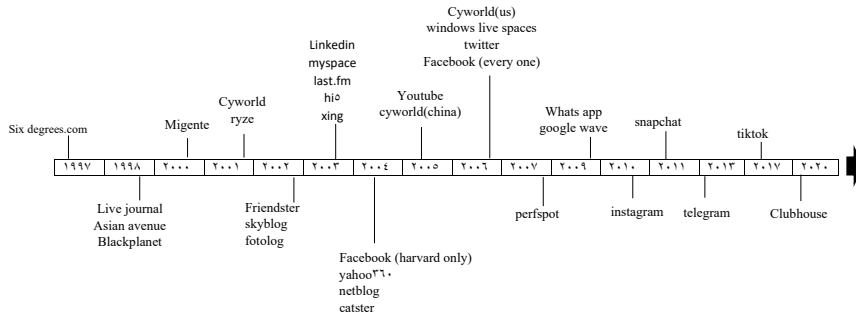 Cyworld(us)
windows live spaces
twitter
Facebook (every one)
Linkedin
myspace
last.fm
hi٥
xing
Youtube
cyworld(china)
Cyworld
ryze
Whats app
google wave
snapchat
Six degrees.com
Migente
tiktok
١٩٩٧ ١٩٩٨ ٢٠٠٠ ٢٠٠١ ٢٠٠٢ ٢٠٠٣ ٢٠٠٤ ٢٠٠٥ ٢٠٠٦ ٢٠٠٧ ٢٠٠٩ ٢٠١٠ ٢٠١١ ٢٠١٣ ٢٠١٧ ٢٠٢٠
Live journal
Asian avenue
Blackplanet
Friendster
skyblog
fotolog
perfspot
instagram
telegram
Clubhouse
Facebook (harvard only)
yahoo٣٦٠
netblog
catster